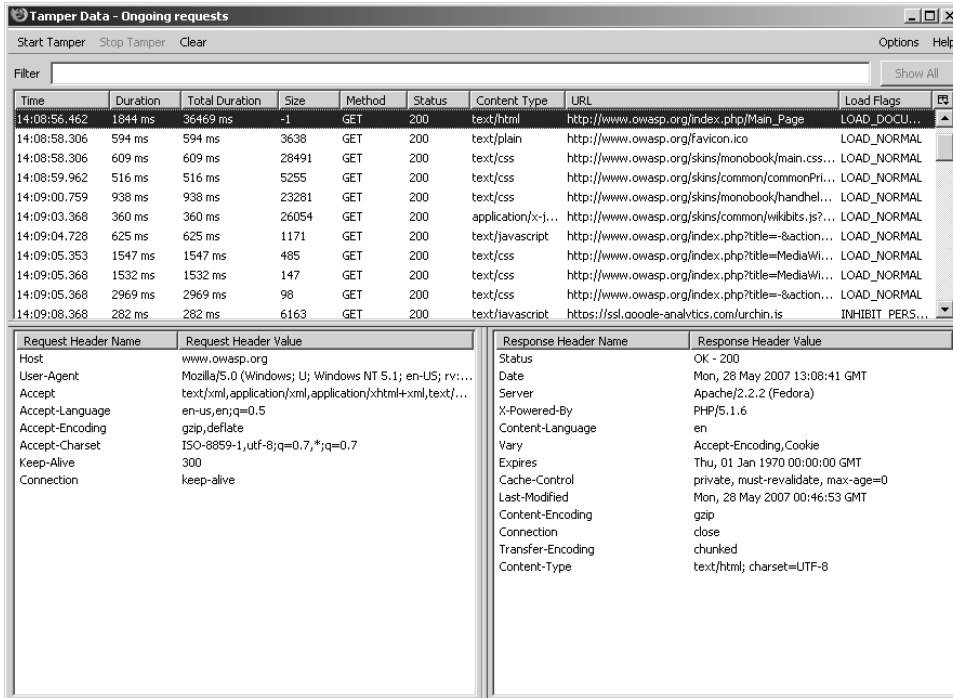 Tamper Data - Ongoing requests
Start Tamper Stop Tamper Clear Options Help
Filter Show All
Time Duration Total Duration Size Method Status Content Type URL Load Flags
14:08:56.462 1844 ms 36469 ms -1 GET 200 text/html http://www.owasp.org/index.php/Main_Page LOAD_DOCU...
14:08:58.306 594 ms 594 ms 3638 GET 200 text/plain http://www.owasp.org/favicon.ico LOAD_NORMAL
14:08:58.306 609 ms 609 ms 28491 GET 200 text/css http://www.owasp.org/skins/monobook/main.css... LOAD_NORMAL
14:08:59.962 516 ms 516 ms 5255 GET 200 text/css http://www.owasp.org/skins/common/commonPri... LOAD_NORMAL
14:09:00.759 938 ms 938 ms 23281 GET 200 text/css http://www.owasp.org/skins/monobook/handhel... LOAD_NORMAL
14:09:03.368 360 ms 360 ms 26054 GET 200 application/x-j... http://www.owasp.org/skins/common/wikibits.js?... LOAD_NORMAL
14:09:04.728 625 ms 625 ms 1171 GET 200 text/javascript http://www.owasp.org/index.php?title=-&action... LOAD_NORMAL
14:09:05.353 1547 ms 1547 ms 485 GET 200 text/css http://www.owasp.org/index.php?title=MediaWi... LOAD_NORMAL
14:09:05.368 1532 ms 1532 ms 147 GET 200 text/css http://www.owasp.org/index.php?title=MediaWi... LOAD_NORMAL
14:09:05.368 2969 ms 2969 ms 98 GET 200 text/css http://www.owasp.org/index.php?title=-&action... LOAD_NORMAL
14:09:08.368 282 ms 282 ms 6163 GET 200 text/javascript https://ssl.google-analytics.com/urchin.js INHIBIT_PERS...
Request Header Name Request Header Value
Host www.owasp.org
User-Agent Mozilla/5.0 (Windows; U; Windows NT 5.1; en-US; rv:...
Accept text/xml,application/xml,application/xhtml+xml,text/...
Accept-Language en-us,en;q=0.5
Accept-Encoding gzip,deflate
Accept-Charset ISO-8859-1,utf-8;q=0.7,*;q=0.7
Keep-Alive 300
Connection keep-alive
Response Header Name Response Header Value
Status OK - 200
Date Mon, 28 May 2007 13:08:41 GMT
Server Apache/2.2.2 (Fedora)
X-Powered-By PHP/5.1.6
Content-Language en
Vary Accept-Encoding,Cookie
Expires Thu, 01 Jan 1970 00:00:00 GMT
Cache-Control private, must-revalidate, max-age=0
Last-Modified Mon, 28 May 2007 00:46:53 GMT
Content-Encoding gzip
Connection close
Transfer-Encoding chunked
Content-Type text/html; charset=UTF-8